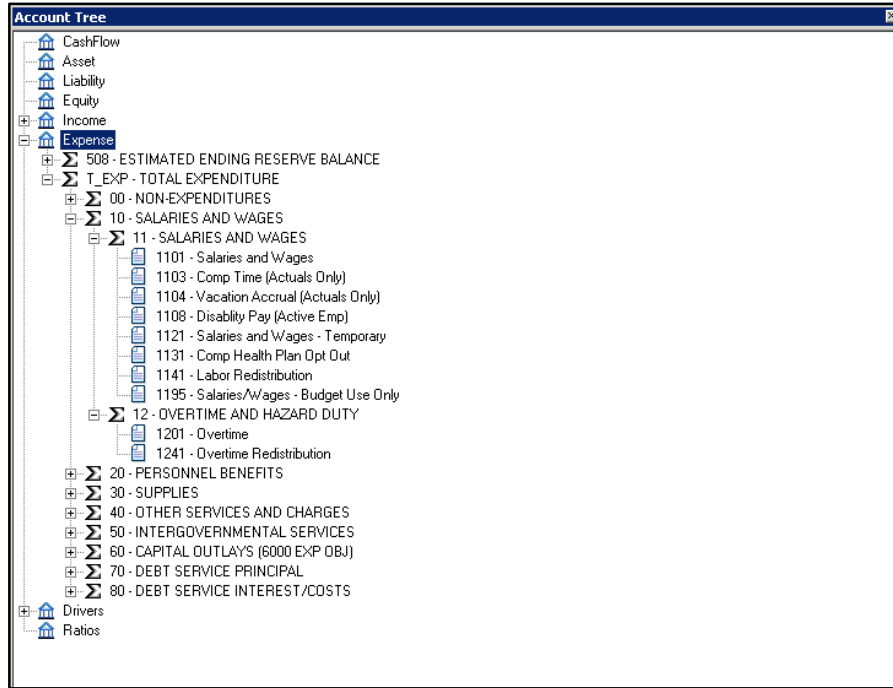 Account Tree
CashFlow
Asset
Liability
Equity
Income
Expense
508 - ESTIMATED ENDING RESERVE BALANCE
T_EXP - TOTAL EXPENDITURE
00 - NON-EXPENDITURES
10 - SALARIES AND WAGES
11 - SALARIES AND WAGES
1101 - Salaries and Wages
1103 - Comp Time (Actuals Only)
1104 - Vacation Accrual (Actuals Only)
1108 - Disablity Pay (Active Emp)
1121 - Salaries and Wages - Temporary
1131 - Comp Health Plan Opt Out
1141 - Labor Redistribution
1195 - Salaries/Wages - Budget Use Only
12 - OVERTIME AND HAZARD DUTY
1201 - Overtime
1241 - Overtime Redistribution
20 - PERSONNEL BENEFITS
30 - SUPPLIES
40 - OTHER SERVICES AND CHARGES
50 - INTERGOVERNMENTAL SERVICES
60 - CAPITAL OUTLAYS (6000 EXP OBJ)
70 - DEBT SERVICE PRINCIPAL
80 - DEBT SERVICE INTEREST/COSTS
Drivers
Ratios